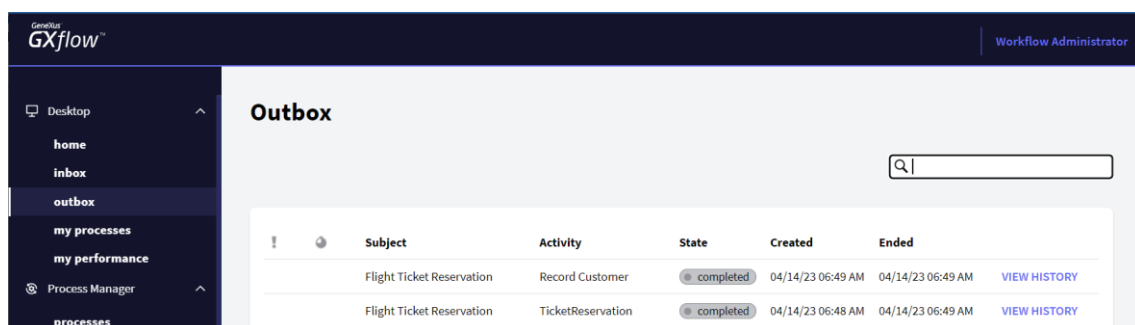 GeneXus™
GXflow™
Workflow Administrator
Desktop
home
inbox
outbox
my processes
my performance
Process Manager
processes
Outbox
Subject Activity State Created Ended
Flight Ticket Reservation Record Customer completed 04/14/23 06:49 AM 04/14/23 06:49 AM VIEW HISTORY
Flight Ticket Reservation TicketReservation completed 04/14/23 06:48 AM 04/14/23 06:49 AM VIEW HISTORY